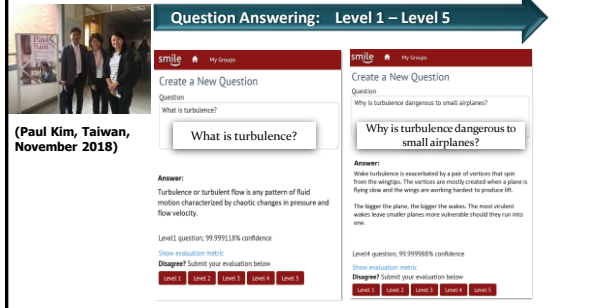 Question Answering: Level 1 – Level 5
Paul
Kim
(Paul Kim, Taiwan,
November 2018)
smile My Groups
Create a New Question
Question
What is turbulence?
What is turbulence?
Answer:
Turbulence or turbulent flow is any pattern of fluid
motion characterized by chaotic changes in pressure and
flow velocity.
Level1 question; 99.999118% confidence
Show evaluation metric
Disagree? Submit your evaluation below
Level 1 Level 2 Level 3 Level 4 Level 5
smile My Groups
Create a New Question
Question
Why is turbulence dangerous to small airplanes?
Why is turbulence dangerous to
small airplanes?
Answer:
Wake turbulence is exacerbated by a pair of vortices that spin
from the wingtips. The vortices are mostly created when a plane is
flying slow and the wings are working hardest to produce lift.
The bigger the plane, the bigger the wakes. The most virulent
wakes leave smaller planes more vulnerable should they run into
one.
Level4 question; 99.999988% confidence
Show evaluation metric
Disagree? Submit your evaluation below
Level 1 Level 2 Level 3 Level 4 Level 5